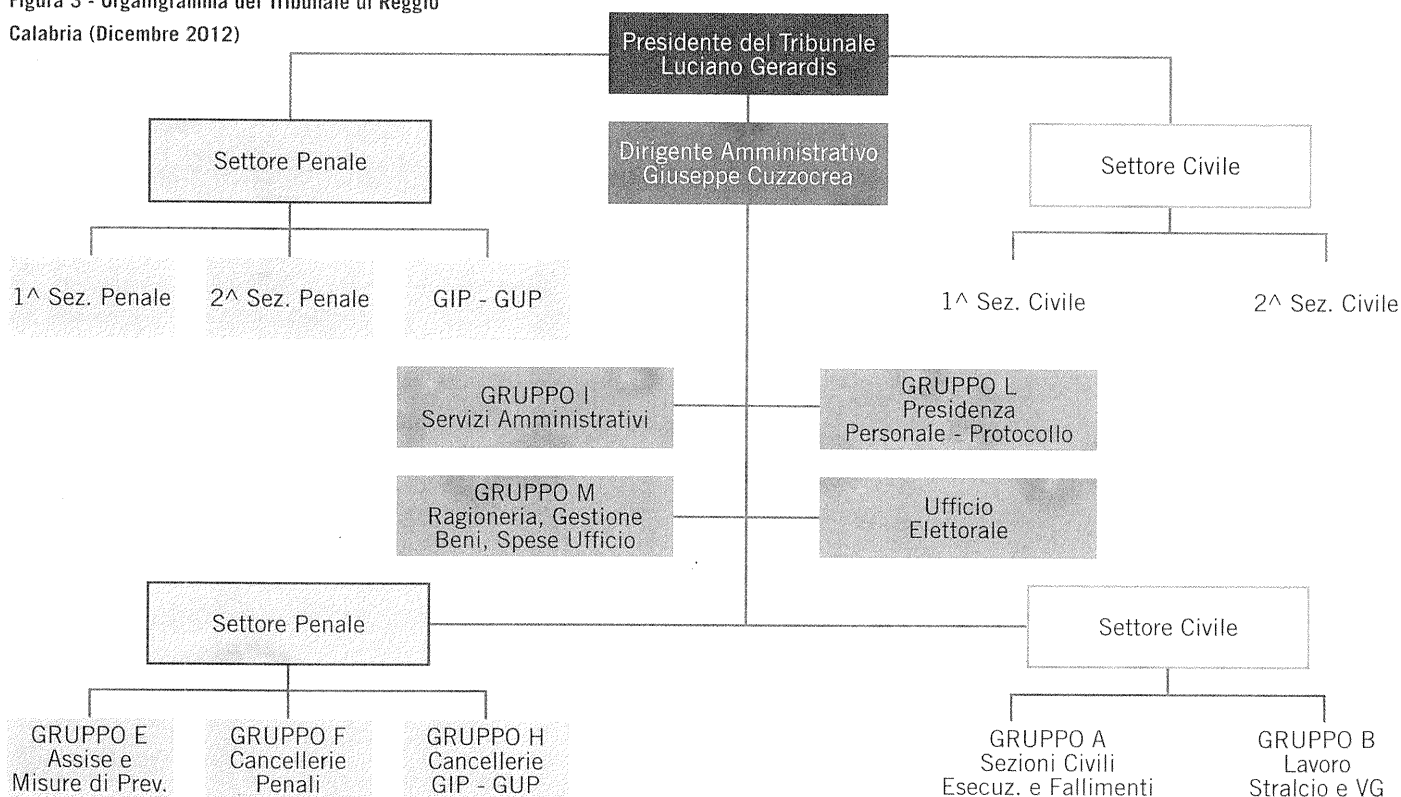 Figura 3 - Organigramma del Tribunale di Reggio
Calabria (Dicembre 2012)
Presidente del Tribunale
Luciano Gerardis
Settore Penale
Dirigente Amministrativo
Giuseppe Cuzzocrea
Settore Civile
1^ Sez. Penale
2^ Sez. Penale
GIP - GUP
1^ Sez. Civile
2^ Sez. Civile
GRUPPO I
Servizi Amministrativi
GRUPPO L
Presidenza
Personale - Protocollo
GRUPPO M
Ragioneria, Gestione
Beni, Spese Ufficio
Ufficio
Elettorale
Settore Penale
Settore Civile
GRUPPO E
Assise e
Misure di Prev.
GRUPPO F
Cancellerie
Penali
GRUPPO H
Cancellerie
GIP - GUP
GRUPPO A
Sezioni Civili
Esecuz. e Fallimenti
GRUPPO B
Lavoro
Stralcio e VG